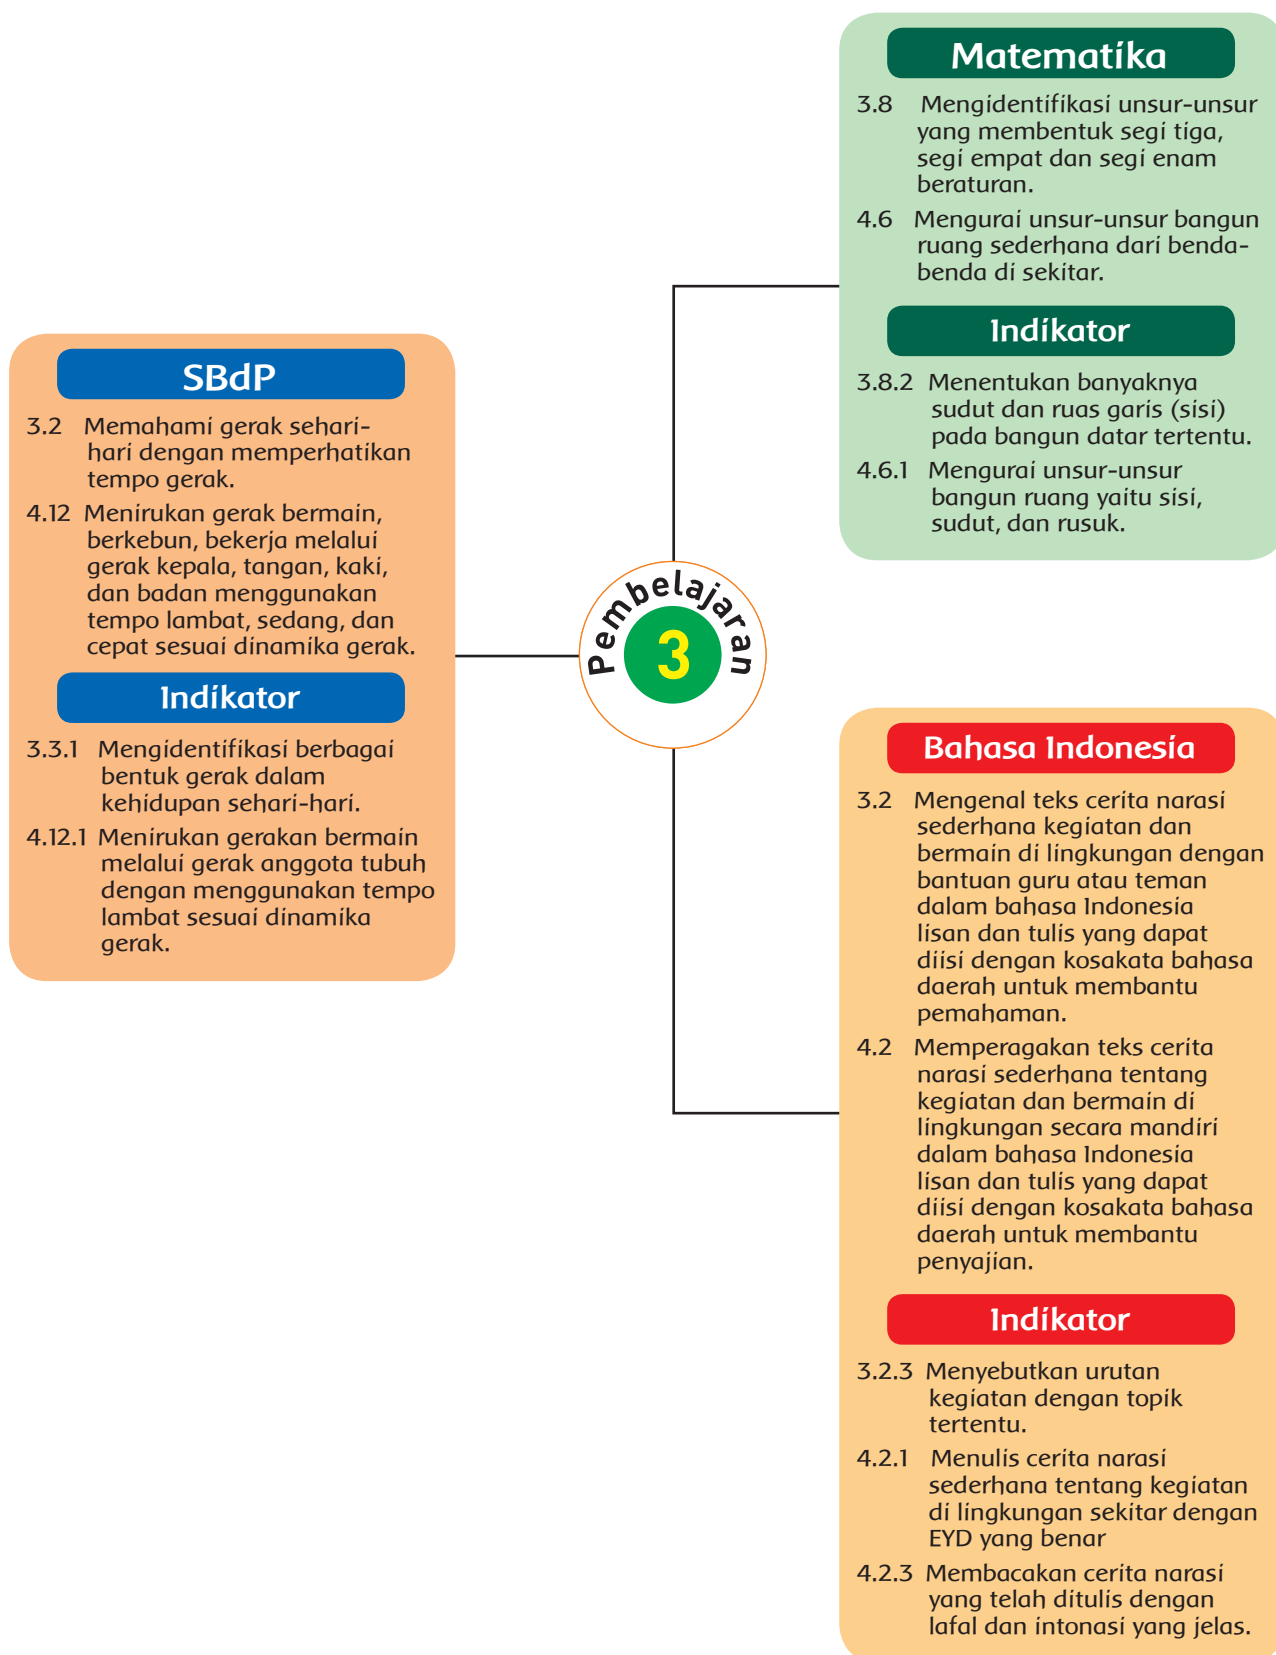 Matematika
3.8 Mengidentifikasi unsur-unsur
yang membentuk segi tiga,
segi empat dan segi enam
beraturan.
4.6 Mengurai unsur-unsur bangun
ruang sederhana dari benda-
benda di sekitar.
Indikator
3.8.2 Menentukan banyaknya
sudut dan ruas garis (sisi)
pada bangun datar tertentu.
4.6.1 Mengurai unsur-unsur
bangun ruang yaitu sisi,
sudut, dan rusuk.
SBdP
3.2 Memahami gerak sehari-
hari dengan memperhatikan
tempo gerak.
4.12 Menirukan gerak bermain,
berkebun, bekerja melalui
gerak kepala, tangan, kaki,
dan badan menggunakan
tempo lambat, sedang, dan
cepat sesuai dinamika gerak.
Indikator
3.3.1 Mengidentifikasi berbagai
bentuk gerak dalam
kehidupan sehari-hari.
4.12.1 Menirukan gerakan bermain
melalui gerak anggota tubuh
dengan menggunakan tempo
lambat sesuai dinamika
gerak.
Pembelajaran
3
Bahasa Indonesia
3.2 Mengenal teks cerita narasi
sederhana kegiatan dan
bermain di lingkungan dengan
bantuan guru atau teman
dalam bahasa Indonesia
lisan dan tulis yang dapat
diisi dengan kosakata bahasa
daerah untuk membantu
pemahaman.
4.2 Memperagakan teks cerita
narasi sederhana tentang
kegiatan dan bermain di
lingkungan secara mandiri
dalam bahasa Indonesia
lisan dan tulis yang dapat
diisi dengan kosakata bahasa
daerah untuk membantu
penyajian.
Indikator
3.2.3 Menyebutkan urutan
kegiatan dengan topik
tertentu.
4.2.1 Menulis cerita narasi
sederhana tentang kegiatan
di lingkungan sekitar dengan
EYD yang benar
4.2.3 Membacakan cerita narasi
yang telah ditulis dengan
lafal dan intonasi yang jelas.